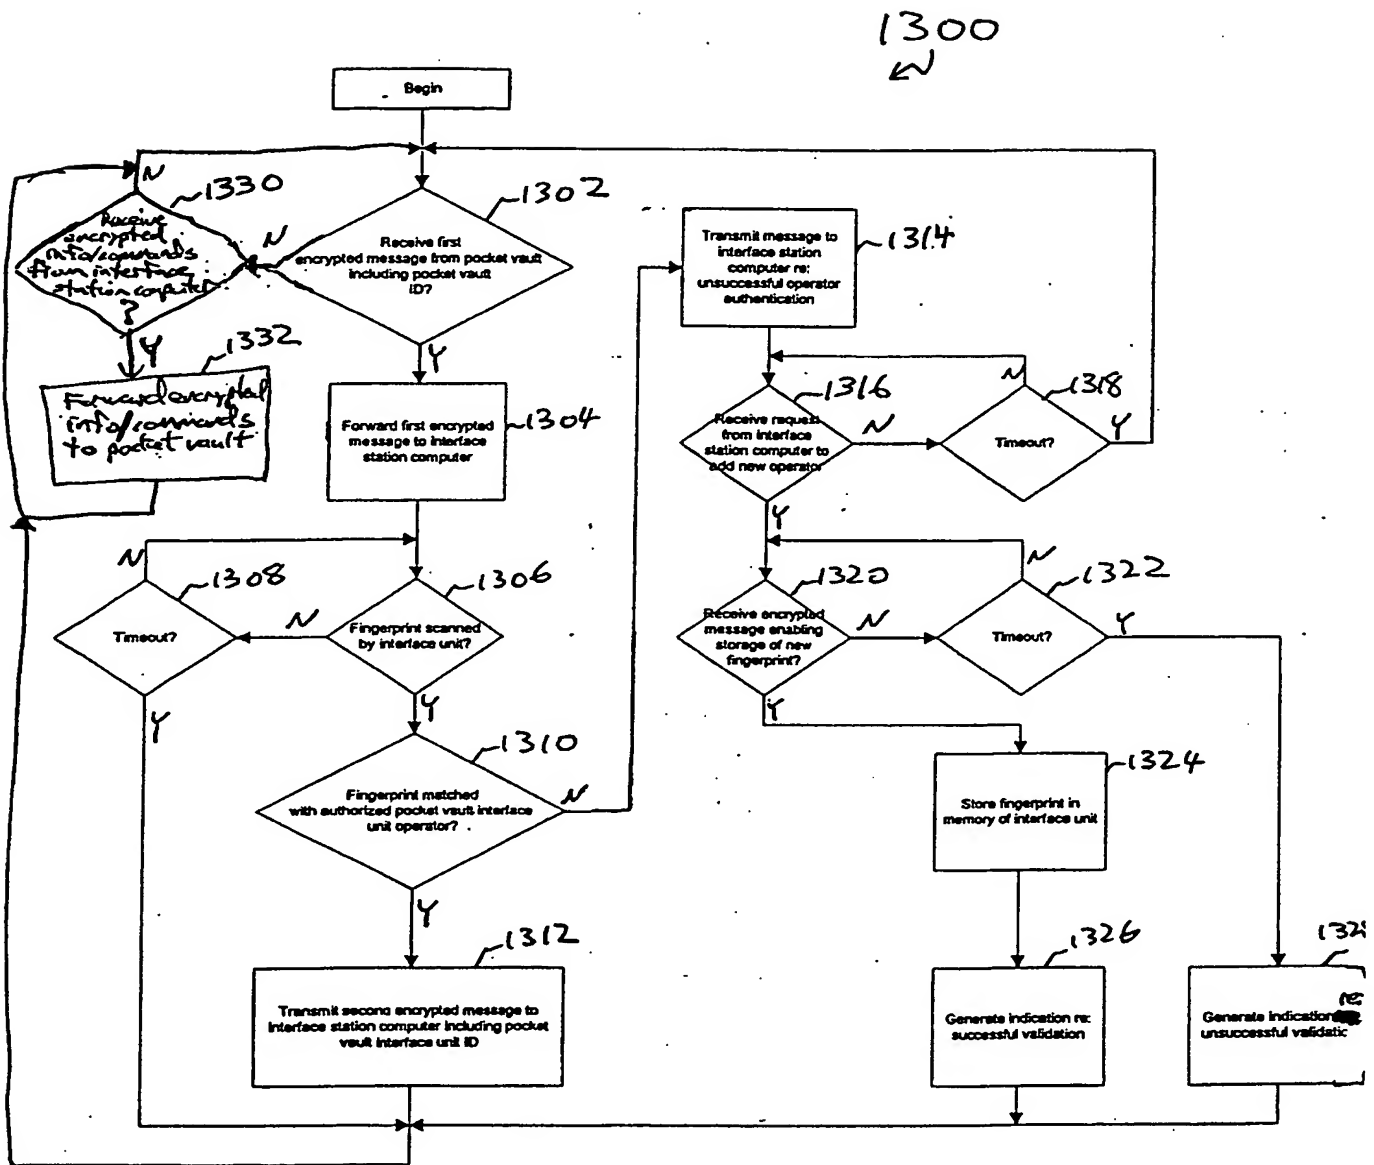 1300
Begin
N
1330
Receive
encrypted
info/commands
from interface
station computer
?
N
1302
Receive first
encrypted message from pocket vault
including pocket vault
ID?
Y
1332
Forward encrypted
info/commands
to pocket vault
Y
1304
Forward first encrypted
message to interface
station computer
N
1308
Timeout?
N
1306
Fingerprint scanned
by interface unit?
Y
Y
1310
Fingerprint matched
with authorized pocket vault interface
unit operator?
N
Y
1312
Transmit second encrypted message to
interface station computer including pocket
vault interface unit ID
1314
Transmit message to
interface station
computer re:
unsuccessful operator
authentication
1316
Receive request
from interface
station computer to
add new operator
N
N
1318
Timeout?
Y
Y
1320
Receive encrypted
message enabling
storage of new
fingerprint?
N
N
1322
Timeout?
Y
Y
1324
Store fingerprint in
memory of interface unit
1326
Generate indication re:
successful validation
132
Generate indication re:
unsuccessful validatic